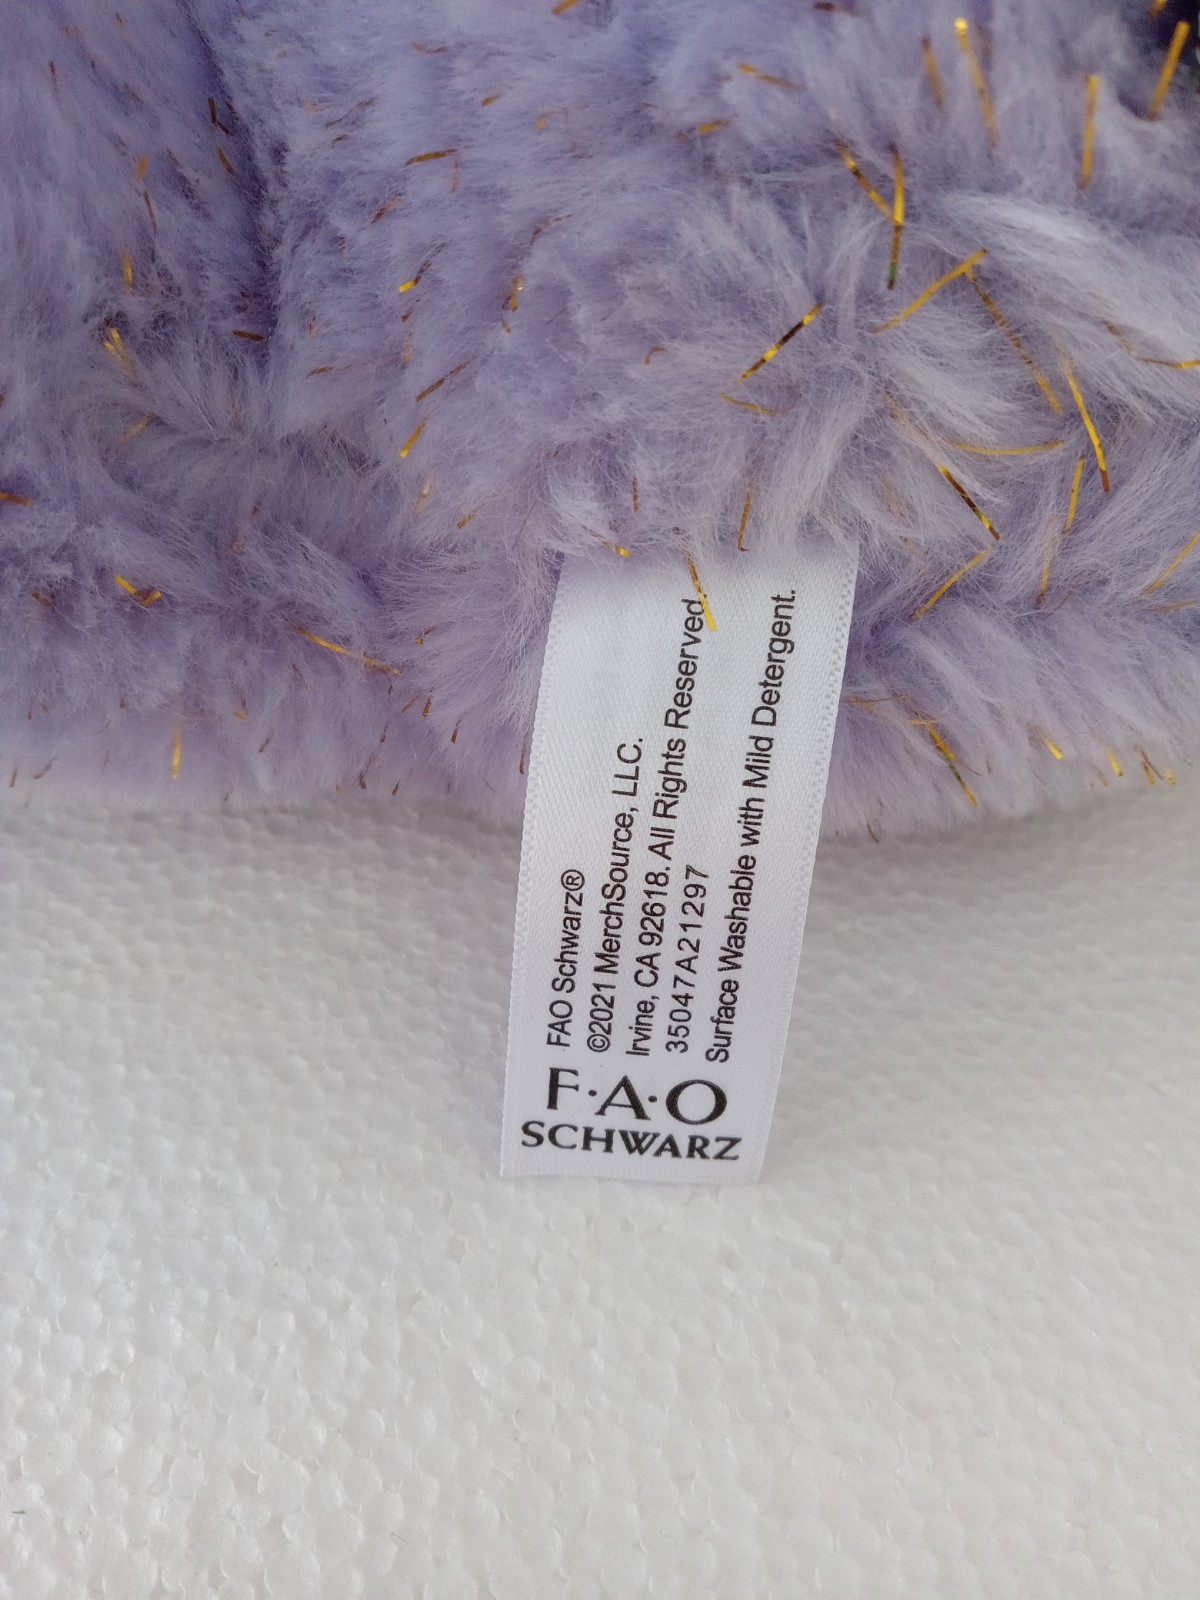 FAO Schwarz®
©2021 MerchSource, LLC.
Irvine, CA 92618. All Rights Reserved.
35047A21297
Surface Washable with Mild Detergent.
F·A·O
SCHWARZ